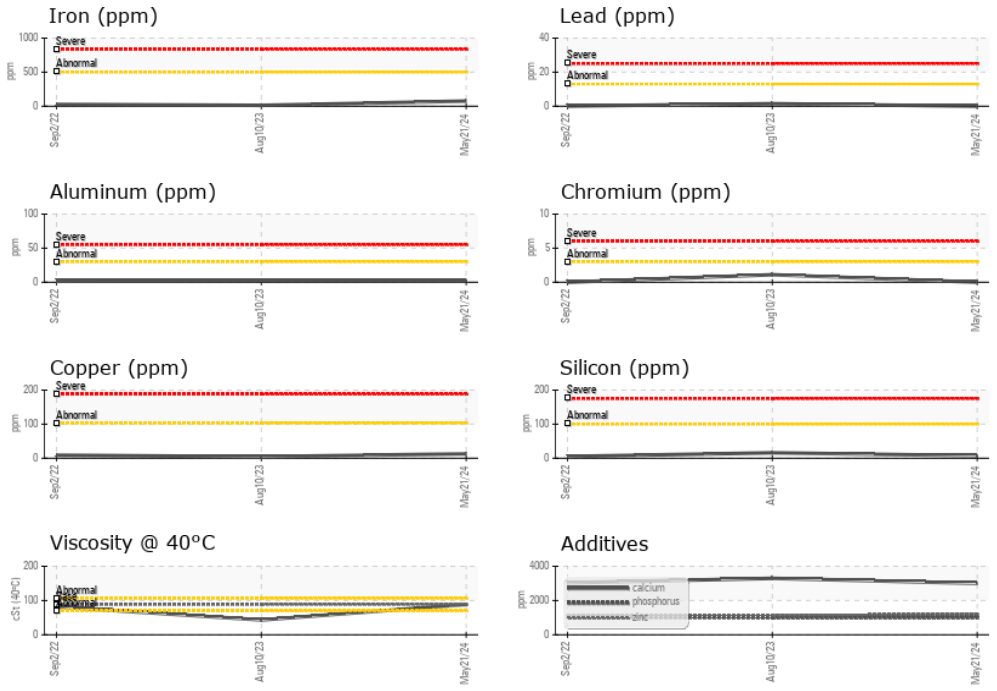 Iron (ppm)
1000
500
0
ppm
Severe
Abnormal
Sep2/22
Aug10/23
May21/24
Lead (ppm)
40
20
0
ppm
Severe
Abnormal
Sep2/22
Aug10/23
May21/24
Aluminum (ppm)
100
50
0
ppm
Severe
Abnormal
Sep2/22
Aug10/23
May21/24
Chromium (ppm)
10
5
0
ppm
Severe
Abnormal
Sep2/22
Aug10/23
May21/24
Copper (ppm)
200
100
0
ppm
Severe
Abnormal
Sep2/22
Aug10/23
May21/24
Silicon (ppm)
200
100
0
ppm
Severe
Abnormal
Sep2/22
Aug10/23
May21/24
Viscosity @ 40°C
200
100
0
cSt (40°C)
Abnormal
Sep2/22
Aug10/23
May21/24
Additives
4000
2000
0
ppm
calcium
phosphorus
zinc
Sep2/22
Aug10/23
May21/24